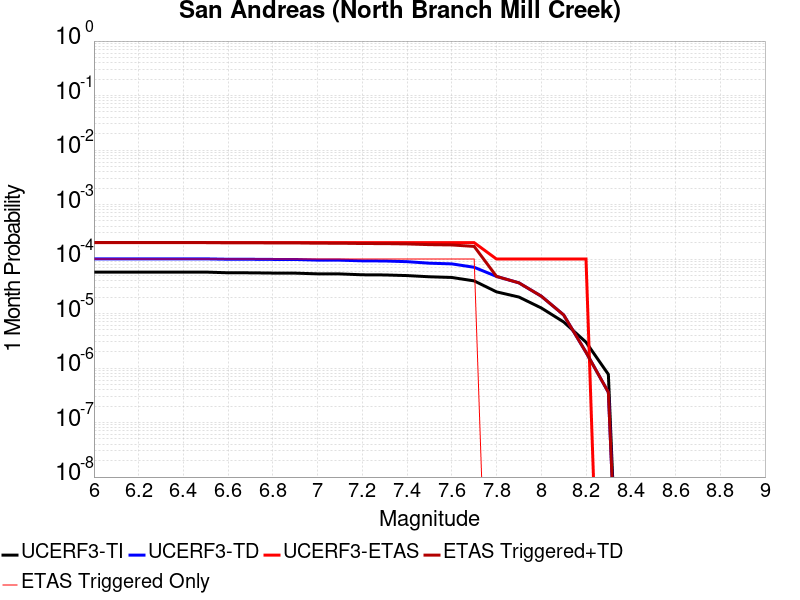 San Andreas (North Branch Mill Creek)
10^0
10^-1
10^-2
10^-3
10^-4
10^-5
10^-6
10^-7
10^-8
1 Month Probability
6 6.2 6.4 6.6 6.8 7 7.2 7.4 7.6 7.8 8 8.2 8.4 8.6 8.8 9
Magnitude
UCERF3-TI UCERF3-TD UCERF3-ETAS ETAS Triggered+TD
ETAS Triggered Only